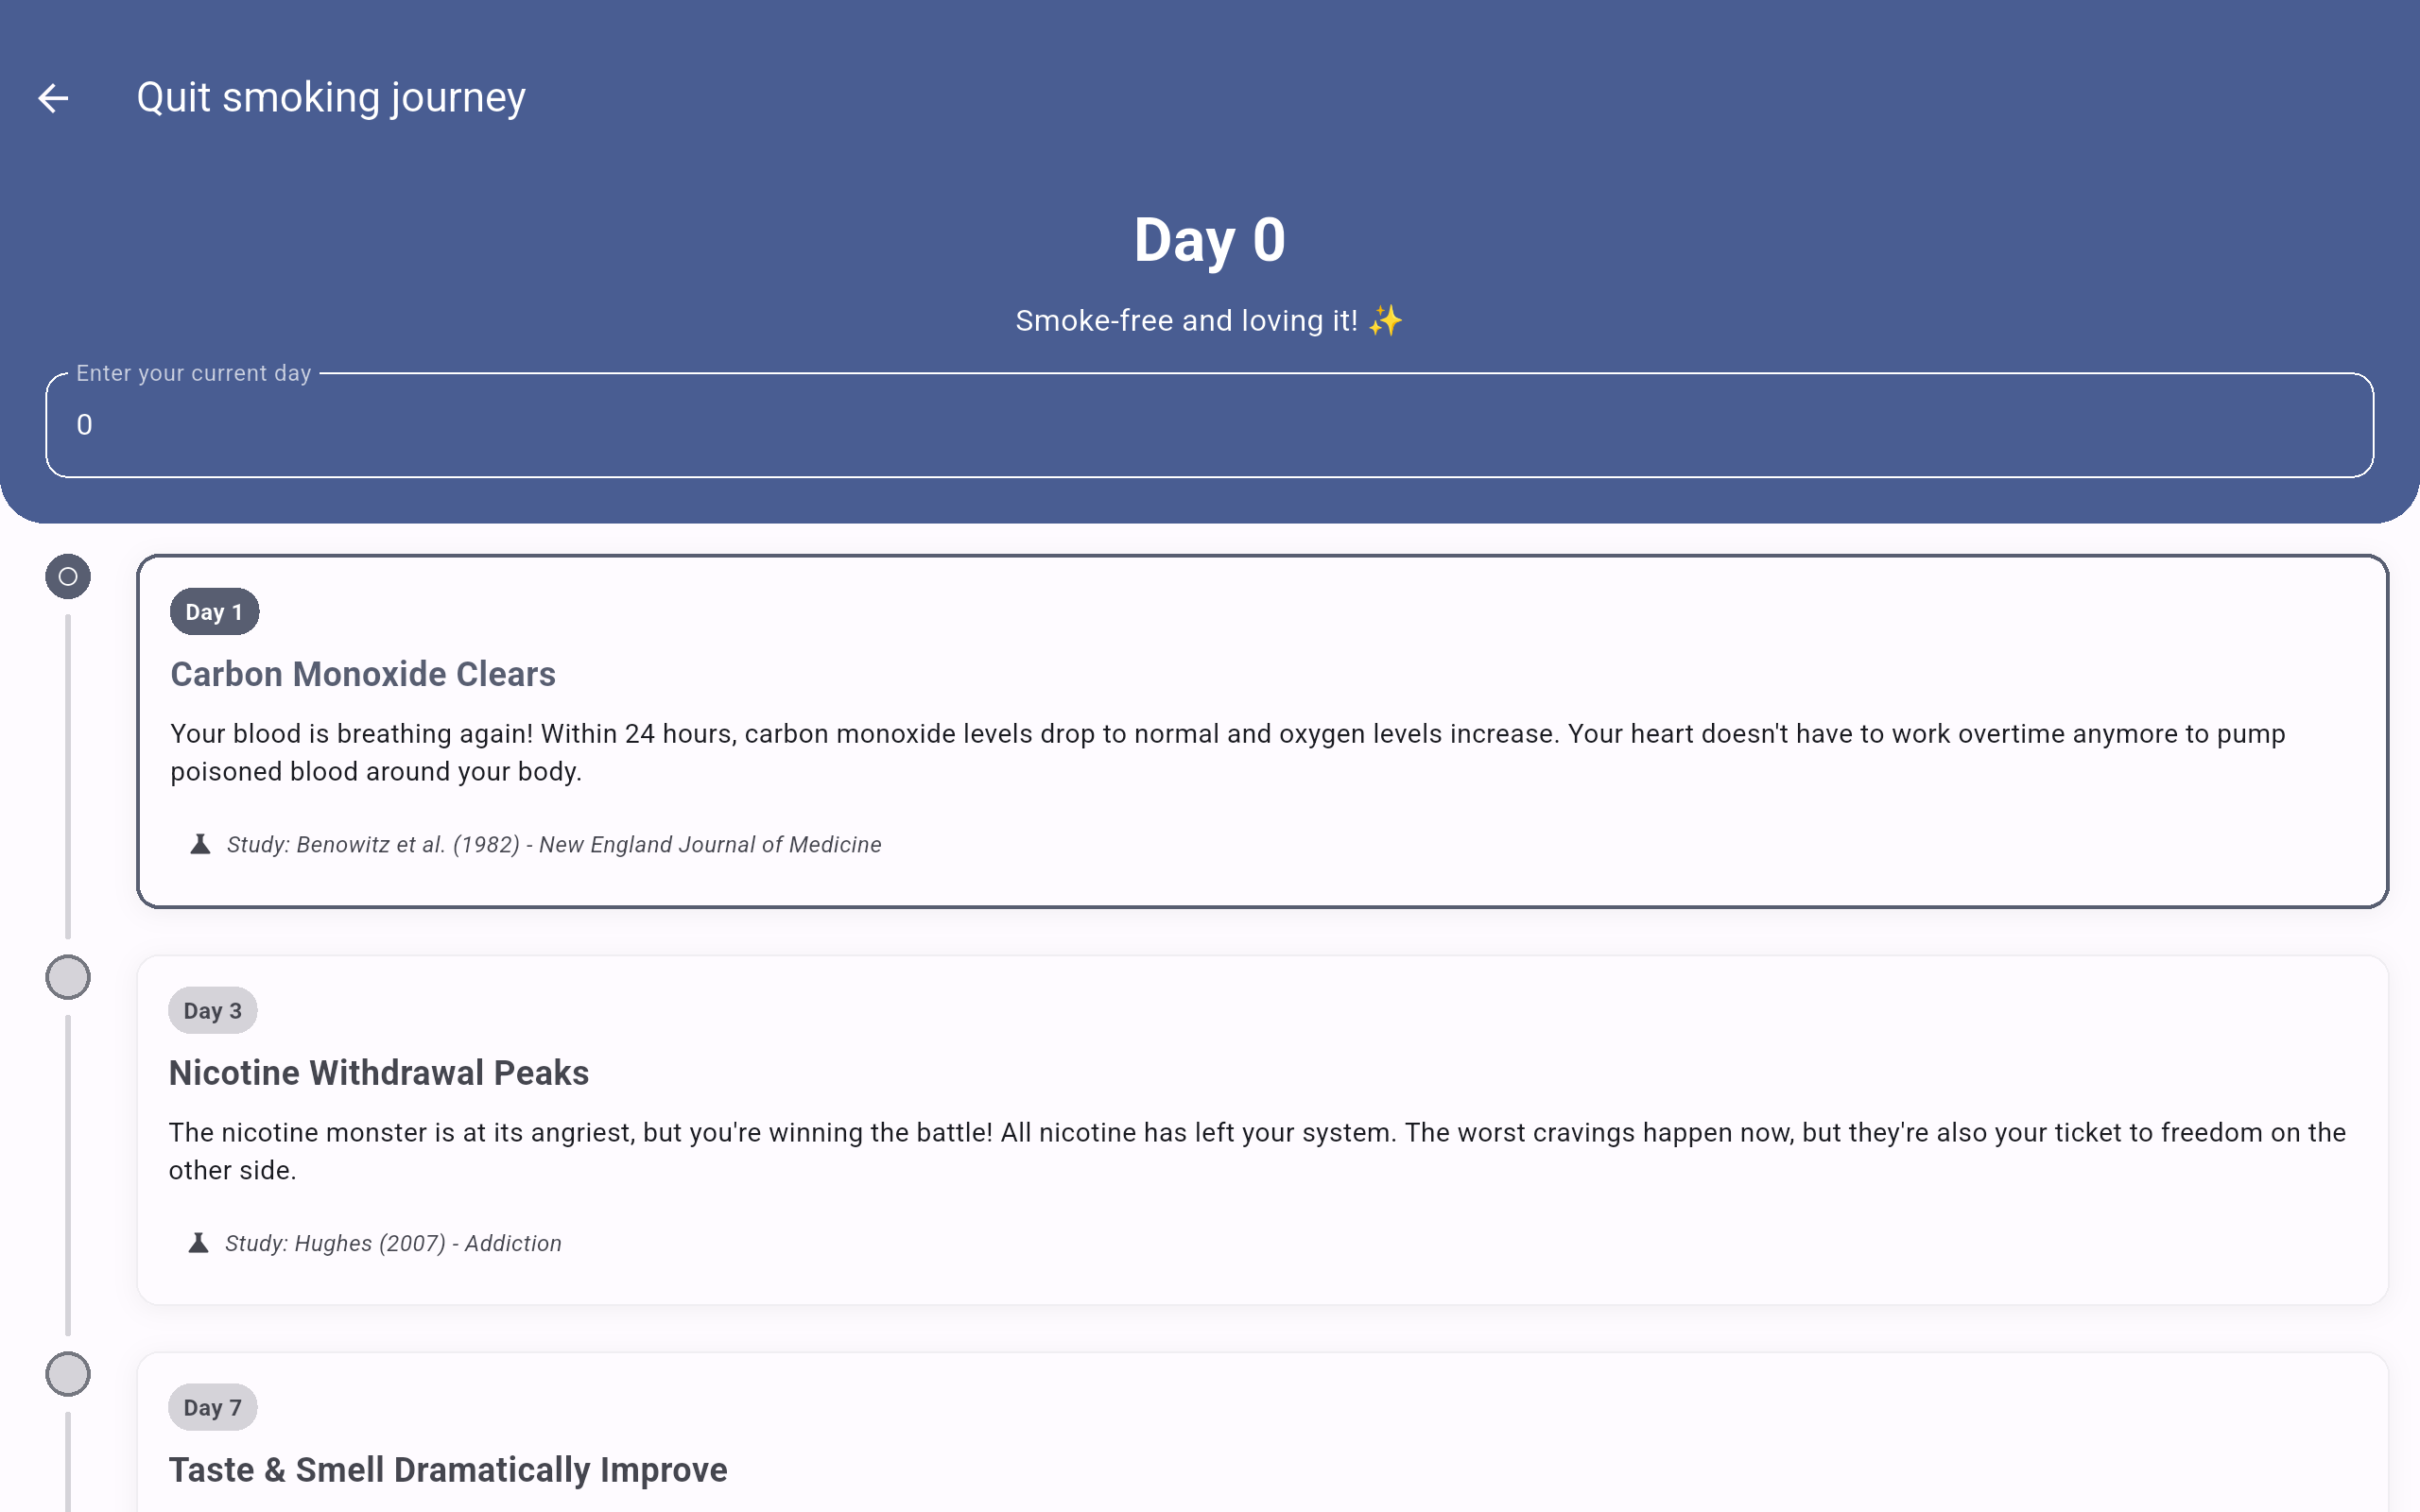 Quit smoking journey
Day 0
Smoke-free and loving it! ✨
Enter your current day
0
Day 1
Carbon Monoxide Clears
Your blood is breathing again! Within 24 hours, carbon monoxide levels drop to normal and oxygen levels increase. Your heart doesn't have to work overtime anymore to pump
poisoned blood around your body.
Study: Benowitz et al. (1982) - New England Journal of Medicine
Day 3
Nicotine Withdrawal Peaks
The nicotine monster is at its angriest, but you're winning the battle! All nicotine has left your system. The worst cravings happen now, but they're also your ticket to freedom on the
other side.
Study: Hughes (2007) - Addiction
Day 7
Taste & Smell Dramatically Improve